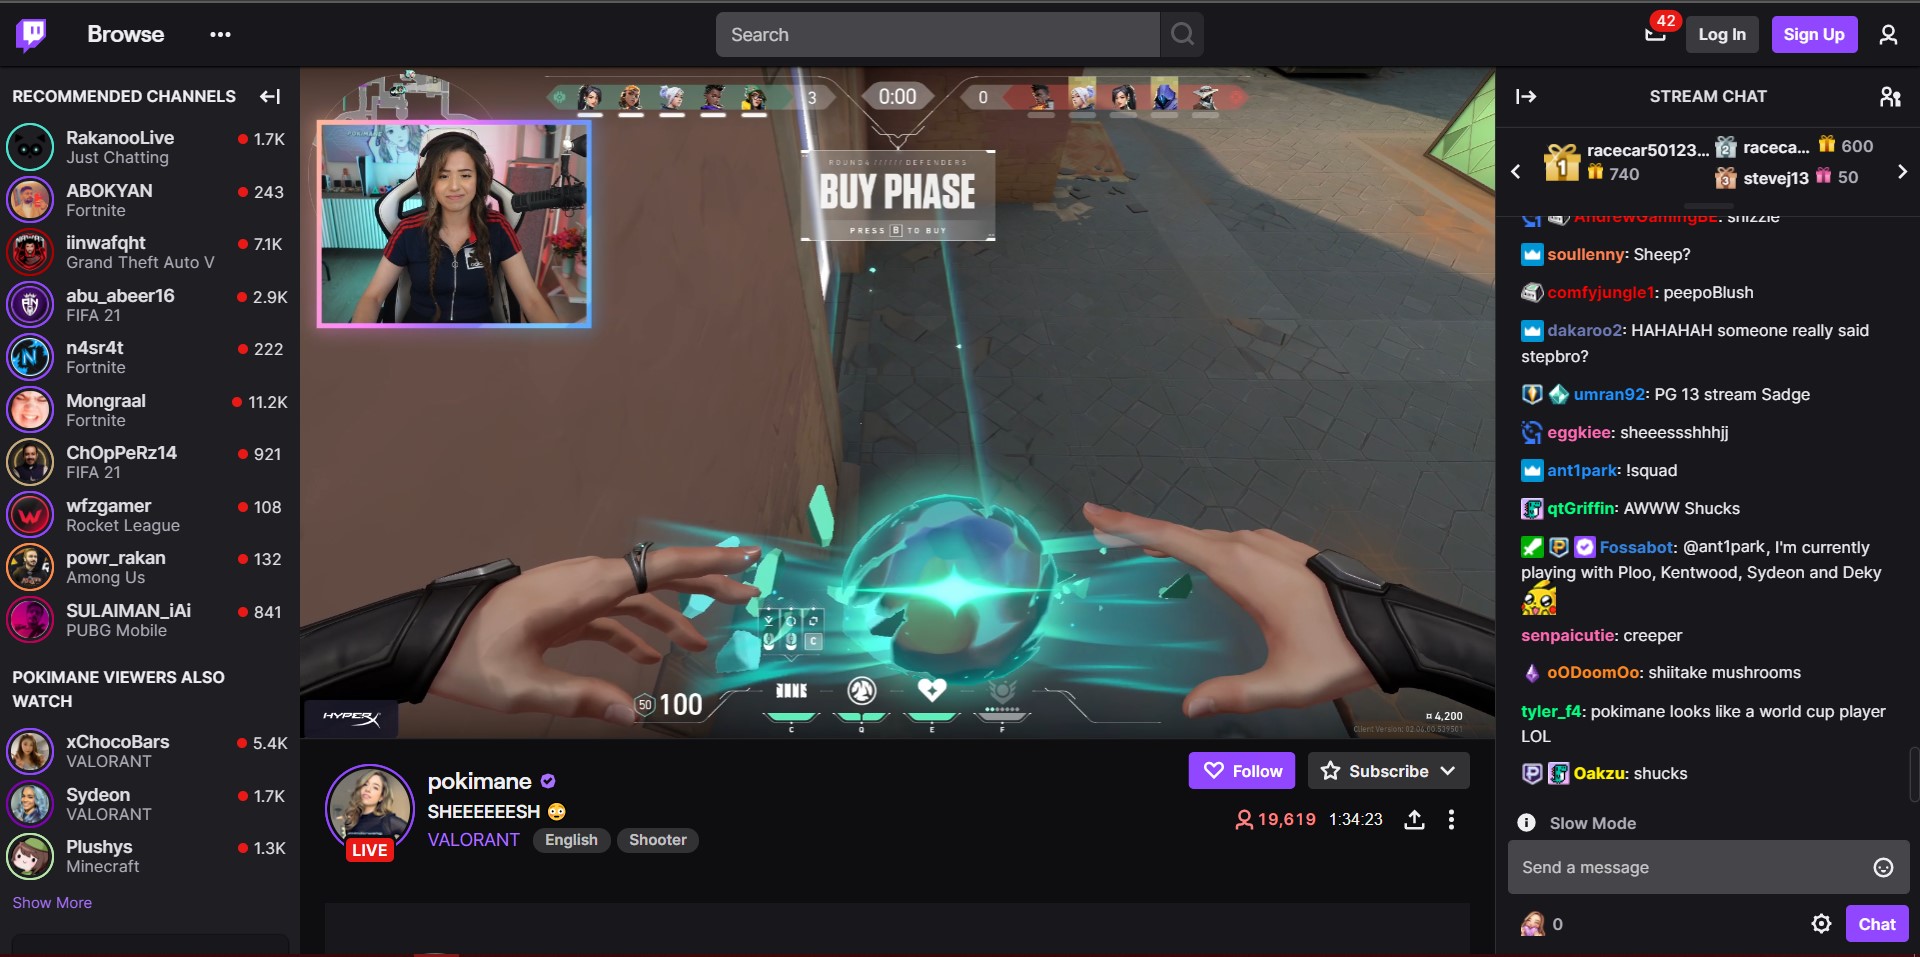 Browse
Search
42
Log In
Sign Up
RECOMMENDED CHANNELS
RakanooLive
1.7K
Just Chatting
ABOKYAN
243
Fortnite
iinwafqht
7.1K
Grand Theft Auto V
abu_abeer16
2.9K
FIFA 21
n4sr4t
222
Fortnite
Mongraal
11.2K
Fortnite
ChOpPeRz14
921
FIFA 21
wfzgamer
108
Rocket League
powr_rakan
132
Among Us
SULAIMAN_iAi
841
PUBG Mobile
POKIMANE VIEWERS ALSO
WATCH
xChocoBars
5.4K
VALORANT
Sydeon
1.7K
VALORANT
Plushys
1.3K
Minecraft
Show More
3
0:00
0
ROUND 4 ////// DEFENDERS
BUY PHASE
PRESS B TO BUY
C
50 100
C Q E F
4,200
HYPERX
pokimane
SHEEEEEESH 😳
VALORANT English Shooter
LIVE
Follow
Subscribe
19,619 1:34:23
STREAM CHAT
1 racecar50123...
740
2 raceca... 600
3 stevej13 50
AndrewGamingBE: shizzle
soullenny: Sheep?
comfyjungle1: peepoBlush
dakaroo2: HAHAHAH someone really said
stepbro?
umran92: PG 13 stream Sadge
eggkiee: sheeessshhhjj
ant1park: !squad
qtGriffin: AWWW Shucks
Fossabot: @ant1park, I'm currently
playing with Ploo, Kentwood, Sydeon and Deky
senpaicutie: creeper
oODoomOo: shiitake mushrooms
tyler_f4: pokimane looks like a world cup player
LOL
Oakzu: shucks
Slow Mode
Send a message
0
Chat